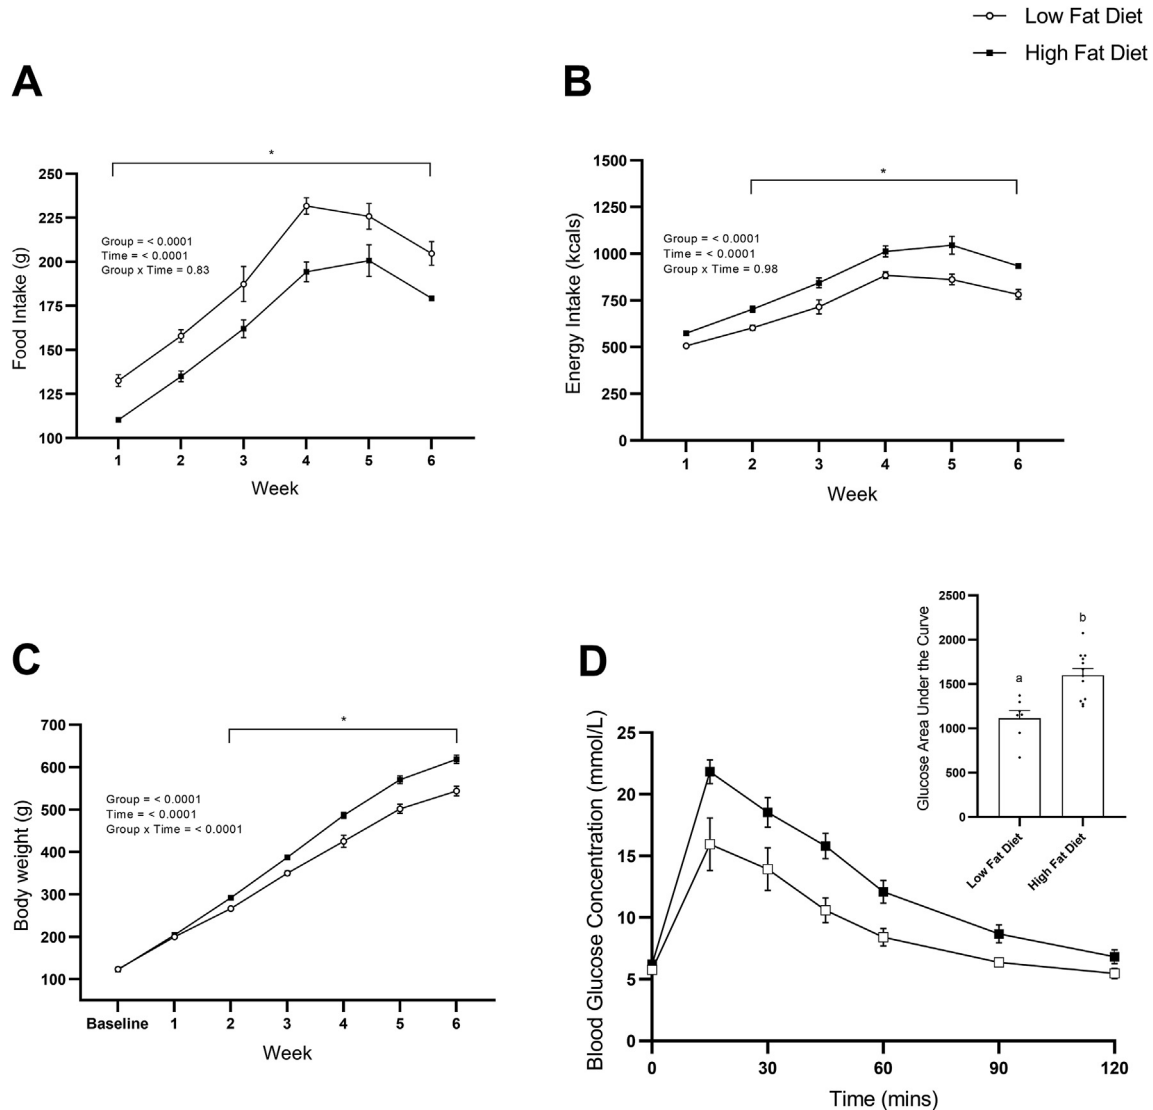 Low Fat Diet
High Fat Diet
A
*
250
225
200
175
150
125
100
Food Intake (g)
Group = < 0.0001
Time = < 0.0001
Group x Time = 0.83
1 2 3 4 5 6
Week
B
*
1500
1250
1000
750
500
250
0
Energy Intake (kcals)
Group = < 0.0001
Time = < 0.0001
Group x Time = 0.98
1 2 3 4 5 6
Week
C
*
700
600
500
400
300
200
100
Body weight (g)
Group = < 0.0001
Time = < 0.0001
Group x Time = < 0.0001
Baseline 1 2 3 4 5 6
Week
D
25
20
15
10
5
0
Blood Glucose Concentration (mmol/L)
0 30 60 90 120
Time (mins)
2500
2000
1500
1000
500
0
Glucose Area Under the Curve
a
b
Low Fat Diet
High Fat Diet